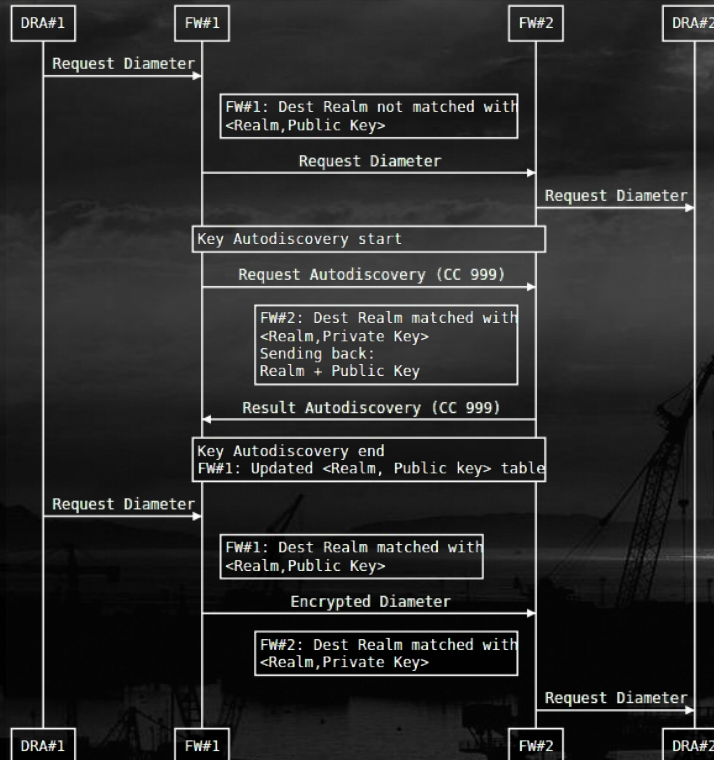 DRA#1 FW#1 FW#2 DRA#2
Request Diameter
FW#1: Dest Realm not matched with
<Realm,Public Key>
Request Diameter
Request Diameter
Key Autodiscovery start
Request Autodiscovery (CC 999)
FW#2: Dest Realm matched with
<Realm,Private Key>
Sending back:
Realm + Public Key
Result Autodiscovery (CC 999)
Key Autodiscovery end
FW#1: Updated <Realm, Public key> table
Request Diameter
FW#1: Dest Realm matched with
<Realm,Public Key>
Encrypted Diameter
FW#2: Dest Realm matched with
<Realm,Private Key>
Request Diameter
DRA#1 FW#1 FW#2 DRA#2